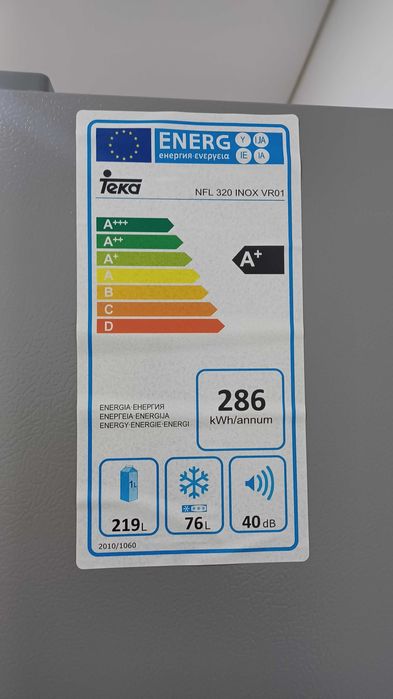 ENERG Y IJA
енергия·ενεργεια IE IA
Teka
NFL 320 INOX VR01
A+++
A++
A+
A
B
C
D
A+
ENERGIA·ЕНЕРГИЯ
ΕΝΕΡΓΕΙΑ·ENERGIJA
ENERGY·ENERGIE·ENERGI
286
kWh/annum
1L
219L
76L
40dB
2010/1060